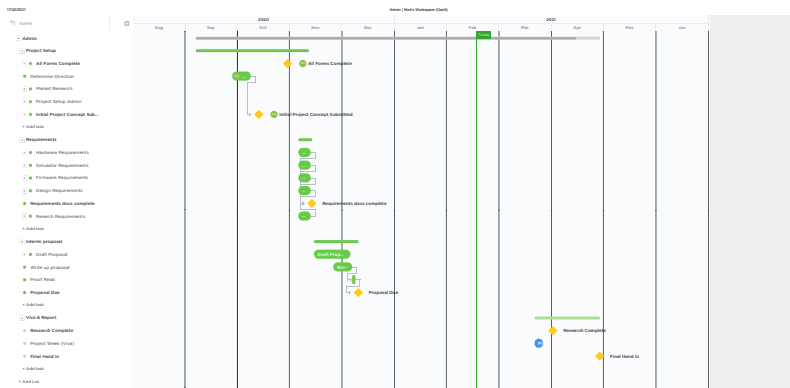 11/02/2021
Admin | Nick's Workspace (Gantt)
NAME
2020
2021
Aug
Sep
Oct
Nov
Dec
Jan
Feb
Mar
Apr
May
Jun
Today
Admin
Project Setup
All Forms Complete
All Forms Complete
Determine Direction
Market Research
Project Setup Admin
Initial Project Concept Sub...
Initial Project Concept Submitted
+ Add task
Requirements
Hardware Requirements
Simulator Requirements
Firmware Requirements
Design Requirements
Requirements docs complete
Requirements docs complete
Reserch Requirements
+ Add task
Interim proposal
Draft Proposal
Draft Prop...
Write up proposal
Proof Read
Proposal Due
Proposal Due
+ Add task
Viva & Report
Research Complete
Research Complete
Project Week (Viva)
Final Hand In
Final Hand In
+ Add task
+ Add List